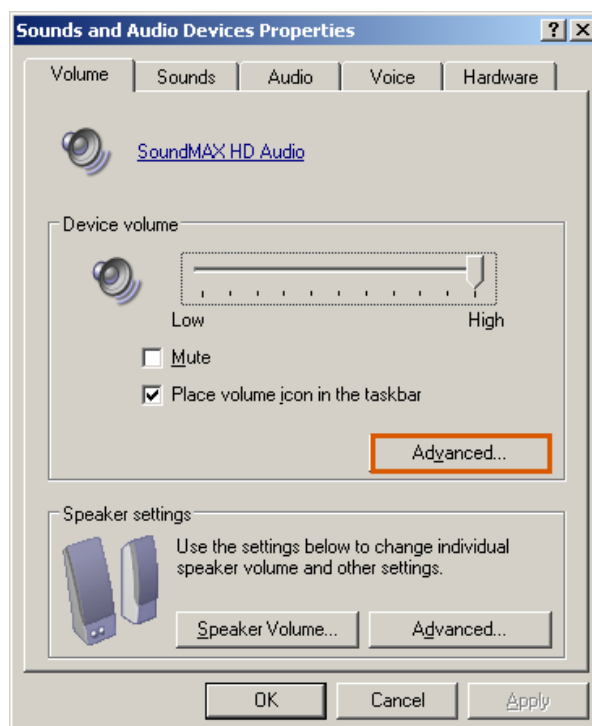 Sounds and Audio Devices Properties
Volume Sounds Audio Voice Hardware
SoundMAX HD Audio
Device volume
Low High
Mute
Place volume icon in the taskbar
Advanced...
Speaker settings
Use the settings below to change individual
speaker volume and other settings.
Speaker Volume... Advanced...
OK Cancel Apply